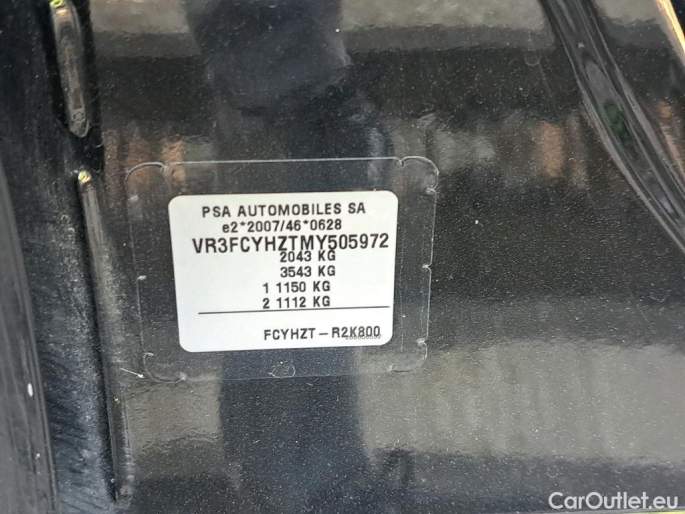 PSA AUTOMOBILES SA
e2*2007/46*0628
VR3FCYHZTMY505972
2043 KG
3543 KG
1 1150 KG
2 1112 KG
FCYHZT – R2K800
CarOutlet.eu